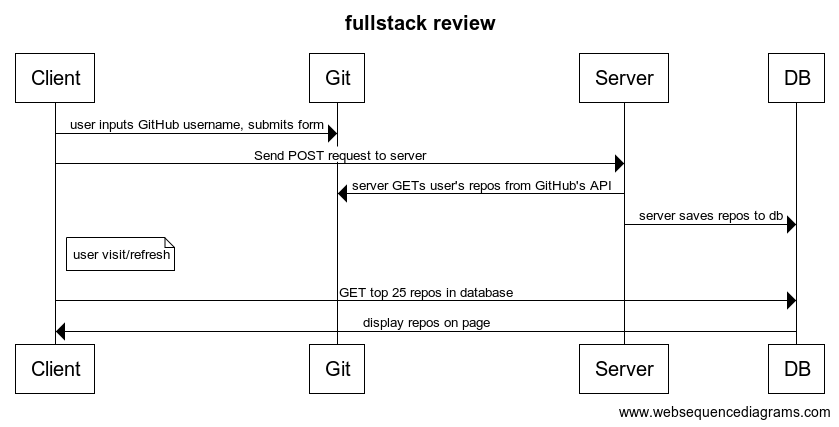 fullstack review
Client Git Server DB
user inputs GitHub username, submits form
Send POST request to server
server GETs user's repos from GitHub's API
server saves repos to db
user visit/refresh
GET top 25 repos in database
display repos on page
Client Git Server DB
www.websequencediagrams.com